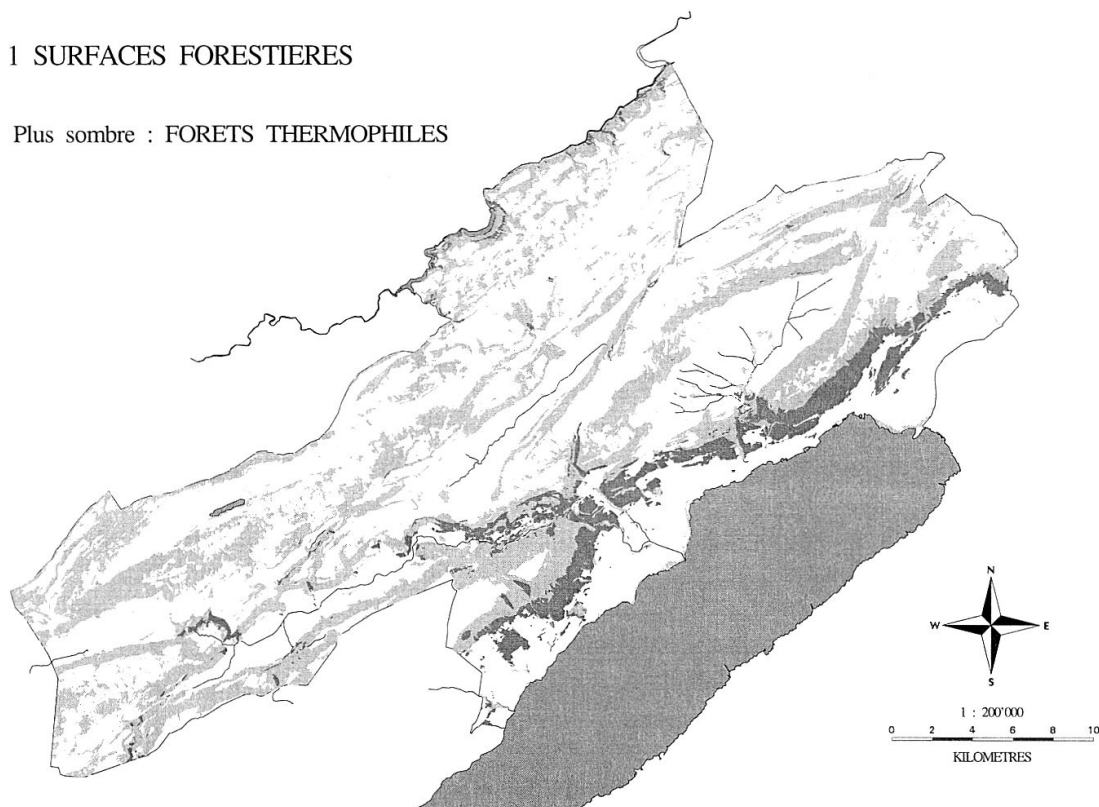 1 SURFACES FORESTIERES
Plus sombre : FORETS THERMOPHILES
N
W E
S
1 : 200'000
0 2 4 6 8 10
KILOMETRES